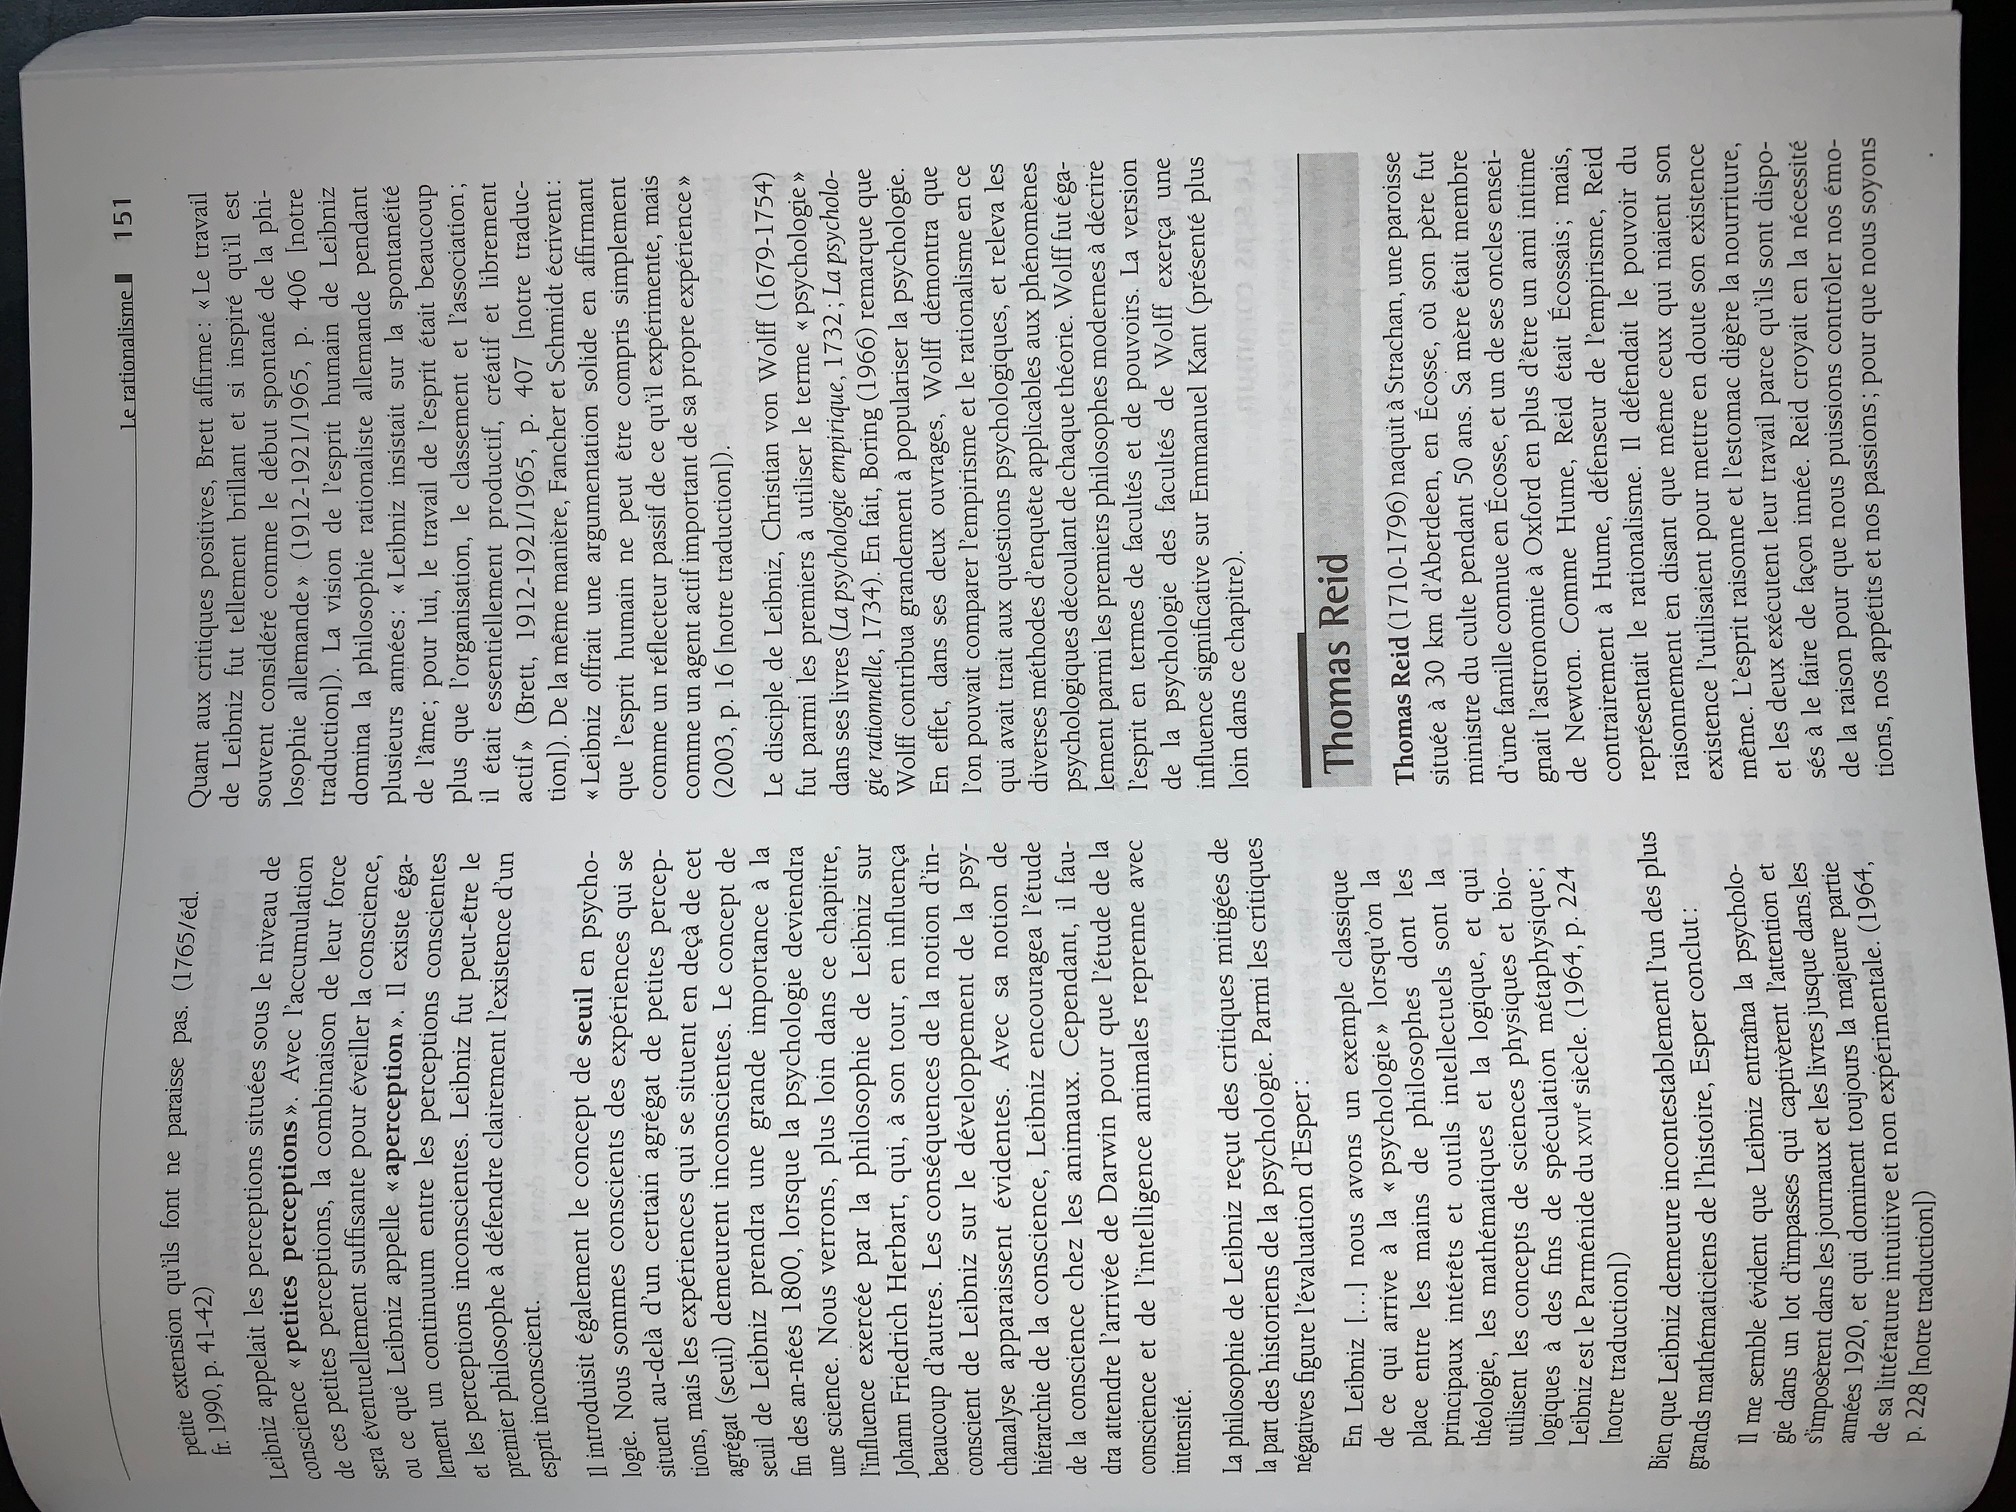 Le rationalisme 151
petite extension qu'ils font ne paraisse pas. (1765/éd.
fr. 1990, p. 41-42)
Leibniz appelait les perceptions situées sous le niveau de
conscience « petites perceptions ». Avec l'accumulation
de ces petites perceptions, la combinaison de leur force
sera éventuellement suffisante pour éveiller la conscience,
ou ce que Leibniz appelle « aperception ». Il existe éga-
lement un continuum entre les perceptions conscientes
et les perceptions inconscientes. Leibniz fut peut-être le
premier philosophe à défendre clairement l'existence d'un
esprit inconscient.
Il introduisit également le concept de seuil en psycho-
logie. Nous sommes conscients des expériences qui se
situent au-delà d'un certain agrégat de petites percep-
tions, mais les expériences qui se situent en deçà de cet
agrégat (seuil) demeurent inconscientes. Le concept de
seuil de Leibniz prendra une grande importance à la
fin des an-nées 1800, lorsque la psychologie deviendra
une science. Nous verrons, plus loin dans ce chapitre,
l'influence exercée par la philosophie de Leibniz sur
Johann Friedrich Herbart, qui, à son tour, en influença
beaucoup d'autres. Les conséquences de la notion d'in-
conscient de Leibniz sur le développement de la psy-
chanalyse apparaissent évidentes. Avec sa notion de
hiérarchie de la conscience, Leibniz encouragea l'étude
de la conscience chez les animaux. Cependant, il fau-
dra attendre l'arrivée de Darwin pour que l'étude de la
conscience et de l'intelligence animales reprenne avec
intensité.
La philosophie de Leibniz reçut des critiques mitigées de
la part des historiens de la psychologie. Parmi les critiques
négatives figure l'évaluation d'Esper :
En Leibniz [...] nous avons un exemple classique
de ce qui arrive à la « psychologie » lorsqu'on la
place entre les mains de philosophes dont les
principaux intérêts et outils intellectuels sont la
théologie, les mathématiques et la logique, et qui
utilisent les concepts de sciences physiques et bio-
logiques à des fins de spéculation métaphysique ;
Leibniz est le Parménide du XVIIe siècle. (1964, p. 224
[notre traduction])
Bien que Leibniz demeure incontestablement l'un des plus
grands mathématiciens de l'histoire, Esper conclut :
Il me semble évident que Leibniz entraîna la psycholo-
gie dans un lot d'impasses qui captivèrent l'attention et
s'imposèrent dans les journaux et les livres jusque dans les
années 1920, et qui dominent toujours la majeure partie
de sa littérature intuitive et non expérimentale. (1964,
p. 228 [notre traduction])
Quant aux critiques positives, Brett affirme : « Le travail
de Leibniz fut tellement brillant et si inspiré qu'il est
souvent considéré comme le début spontané de la phi-
losophie allemande » (1912-1921/1965, p. 406 [notre
traduction]). La vision de l'esprit humain de Leibniz
domina la philosophie rationaliste allemande pendant
plusieurs années : « Leibniz insistait sur la spontanéité
de l'âme ; pour lui, le travail de l'esprit était beaucoup
plus que l'organisation, le classement et l'association ;
il était essentiellement productif, créatif et librement
actif » (Brett, 1912-1921/1965, p. 407 [notre traduc-
tion]). De la même manière, Fancher et Schmidt écrivent :
« Leibniz offrait une argumentation solide en affirmant
que l'esprit humain ne peut être compris simplement
comme un réflecteur passif de ce qu'il expérimente, mais
comme un agent actif important de sa propre expérience »
(2003, p. 16 [notre traduction]).
Le disciple de Leibniz, Christian von Wolff (1679-1754)
fut parmi les premiers à utiliser le terme « psychologie »
dans ses livres (La psychologie empirique, 1732 ; La psycholo-
gie rationnelle, 1734). En fait, Boring (1966) remarque que
Wolff contribua grandement à populariser la psychologie.
En effet, dans ses deux ouvrages, Wolff démontra que
l'on pouvait comparer l'empirisme et le rationalisme en ce
qui avait trait aux questions psychologiques, et releva les
diverses méthodes d'enquête applicables aux phénomènes
psychologiques découlant de chaque théorie. Wolff fut éga-
lement parmi les premiers philosophes modernes à décrire
l'esprit en termes de facultés et de pouvoirs. La version
de la psychologie des facultés de Wolff exerça une
influence significative sur Emmanuel Kant (présenté plus
loin dans ce chapitre).
Thomas Reid
Thomas Reid (1710-1796) naquit à Strachan, une paroisse
située à 30 km d'Aberdeen, en Écosse, où son père fut
ministre du culte pendant 50 ans. Sa mère était membre
d'une famille connue en Écosse, et un de ses oncles ensei-
gnait l'astronomie à Oxford en plus d'être un ami intime
de Newton. Comme Hume, Reid était Écossais ; mais,
contrairement à Hume, défenseur de l'empirisme, Reid
représentait le rationalisme. Il défendait le pouvoir du
raisonnement en disant que même ceux qui niaient son
existence l'utilisaient pour mettre en doute son existence
même. L'esprit raisonne et l'estomac digère la nourriture,
et les deux exécutent leur travail parce qu'ils sont dispo-
sés à le faire de façon innée. Reid croyait en la nécessité
de la raison pour que nous puissions contrôler nos émo-
tions, nos appétits et nos passions ; pour que nous soyons